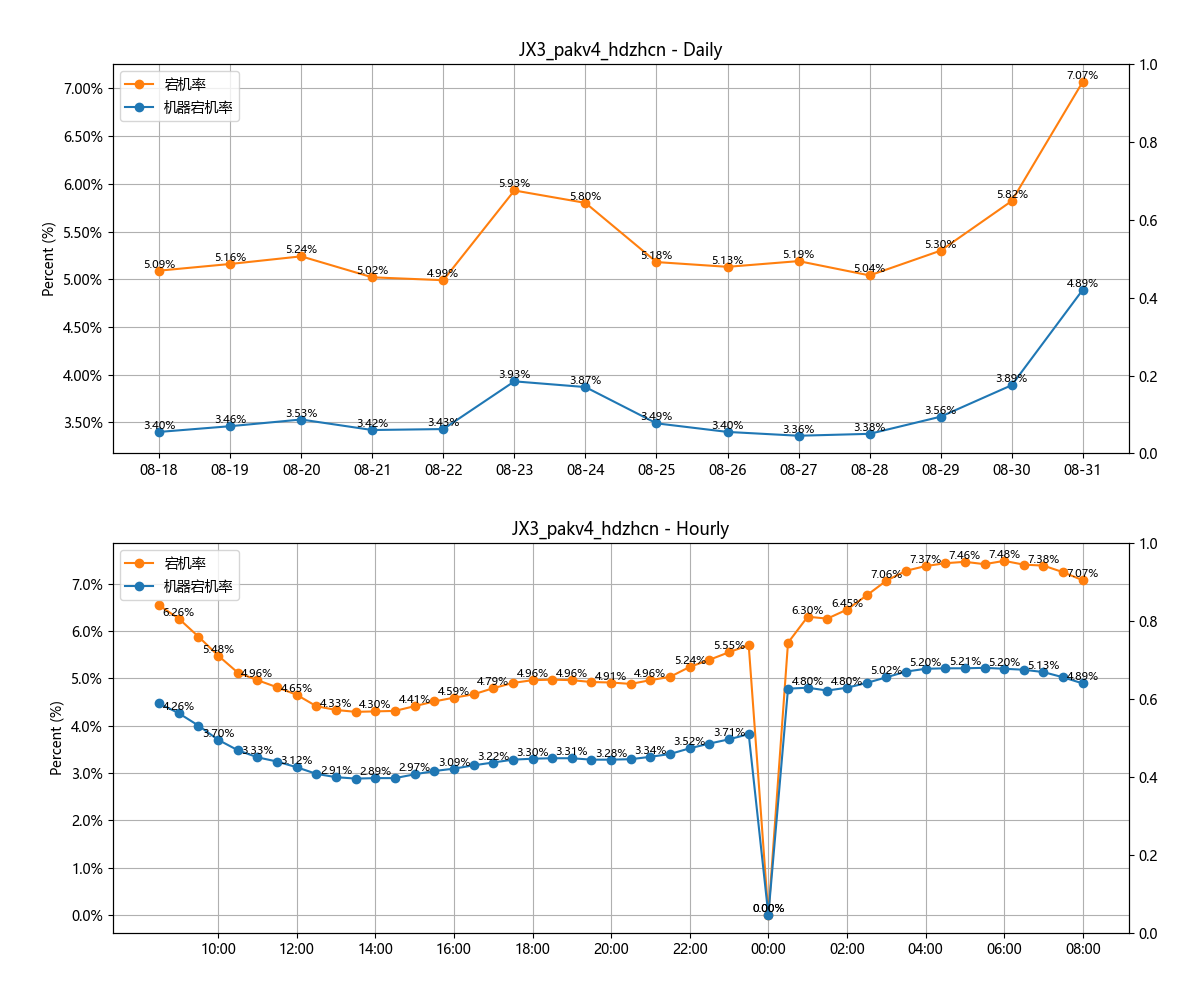 JX3_pakv4_hdzhcn - Daily
宕机率
机器宕机率
Percent (%)
7.00%
6.50%
6.00%
5.50%
5.00%
4.50%
4.00%
3.50%
1.0
0.8
0.6
0.4
0.2
0.0
5.09% 5.16% 5.24% 5.02% 4.99% 5.93% 5.80% 5.18% 5.13% 5.19% 5.04% 5.30% 5.82% 7.07%
3.40% 3.46% 3.53% 3.42% 3.43% 3.93% 3.87% 3.49% 3.40% 3.36% 3.38% 3.56% 3.89% 4.89%
08-18 08-19 08-20 08-21 08-22 08-23 08-24 08-25 08-26 08-27 08-28 08-29 08-30 08-31
JX3_pakv4_hdzhcn - Hourly
宕机率
机器宕机率
Percent (%)
7.0%
6.0%
5.0%
4.0%
3.0%
2.0%
1.0%
0.0%
1.0
0.8
0.6
0.4
0.2
0.0
6.26% 5.48% 4.96% 4.65% 4.33% 4.30% 4.41% 4.59% 4.79% 4.96% 4.96% 4.91% 4.96% 5.24% 5.55% 0.00% 6.30% 6.45% 7.06% 7.37% 7.46% 7.48% 7.38% 7.07%
4.26% 3.70% 3.33% 3.12% 2.91% 2.89% 2.97% 3.09% 3.22% 3.30% 3.31% 3.28% 3.34% 3.52% 3.71% 0.00% 4.80% 4.80% 5.02% 5.20% 5.21% 5.20% 5.13% 4.89%
10:00 12:00 14:00 16:00 18:00 20:00 22:00 00:00 02:00 04:00 06:00 08:00